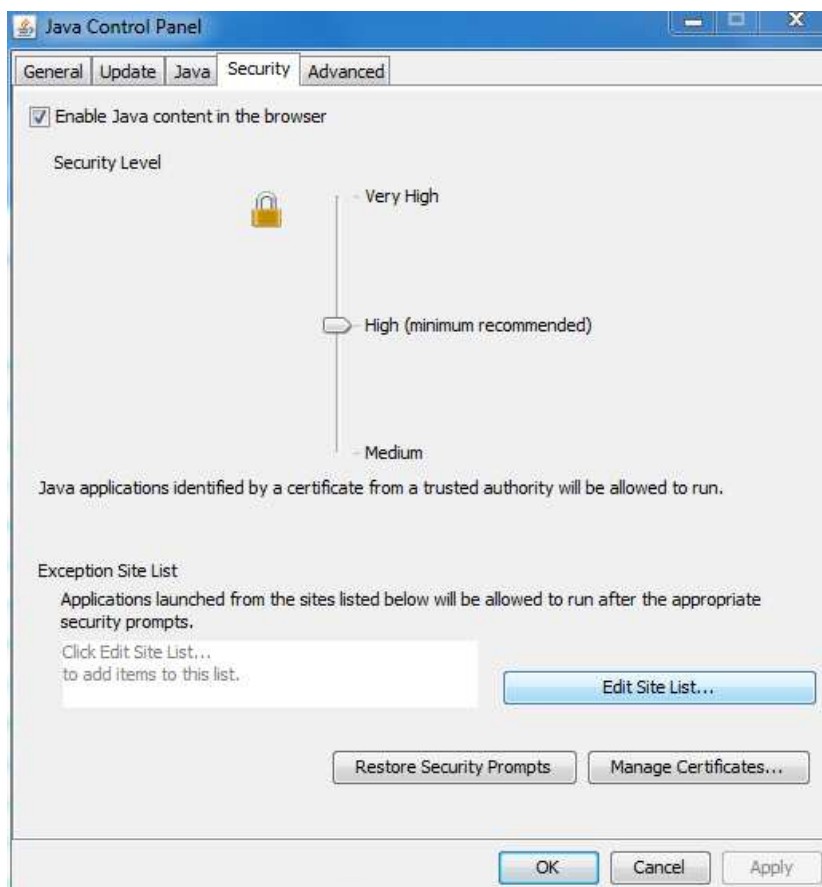 Java Control Panel
General Update Java Security Advanced
Enable Java content in the browser
Security Level
Very High
High (minimum recommended)
Medium
Java applications identified by a certificate from a trusted authority will be allowed to run.
Exception Site List
Applications launched from the sites listed below will be allowed to run after the appropriate
security prompts.
Click Edit Site List...
to add items to this list.
Edit Site List...
Restore Security Prompts Manage Certificates...
OK Cancel Apply